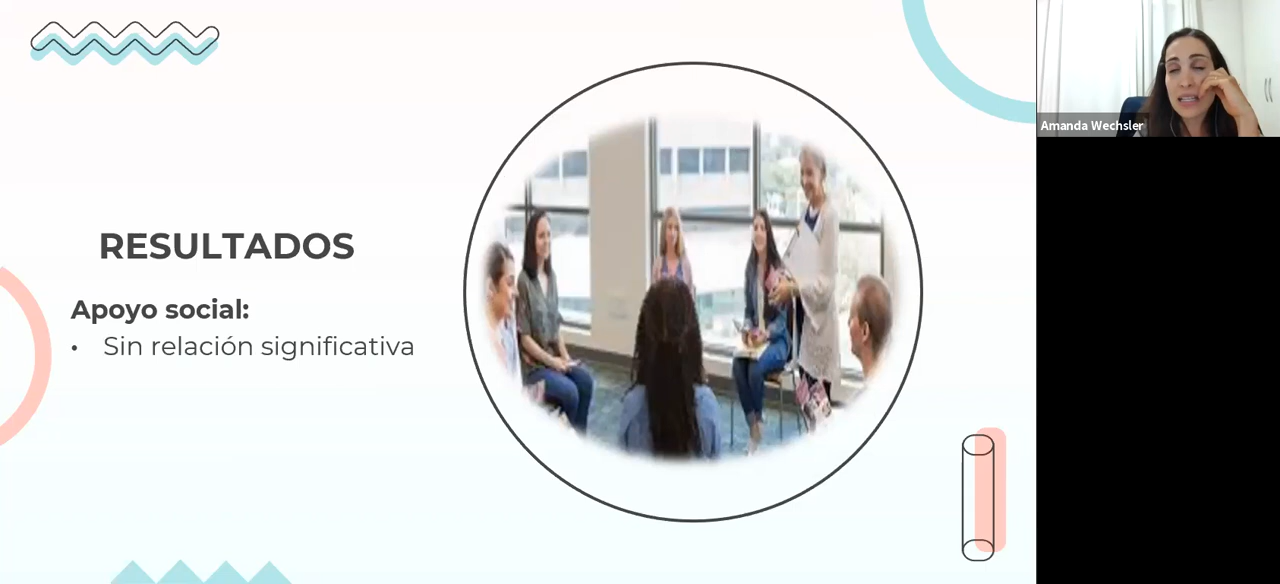 RESULTADOS
Apoyo social:
• Sin relación significativa
Amanda Wechsler